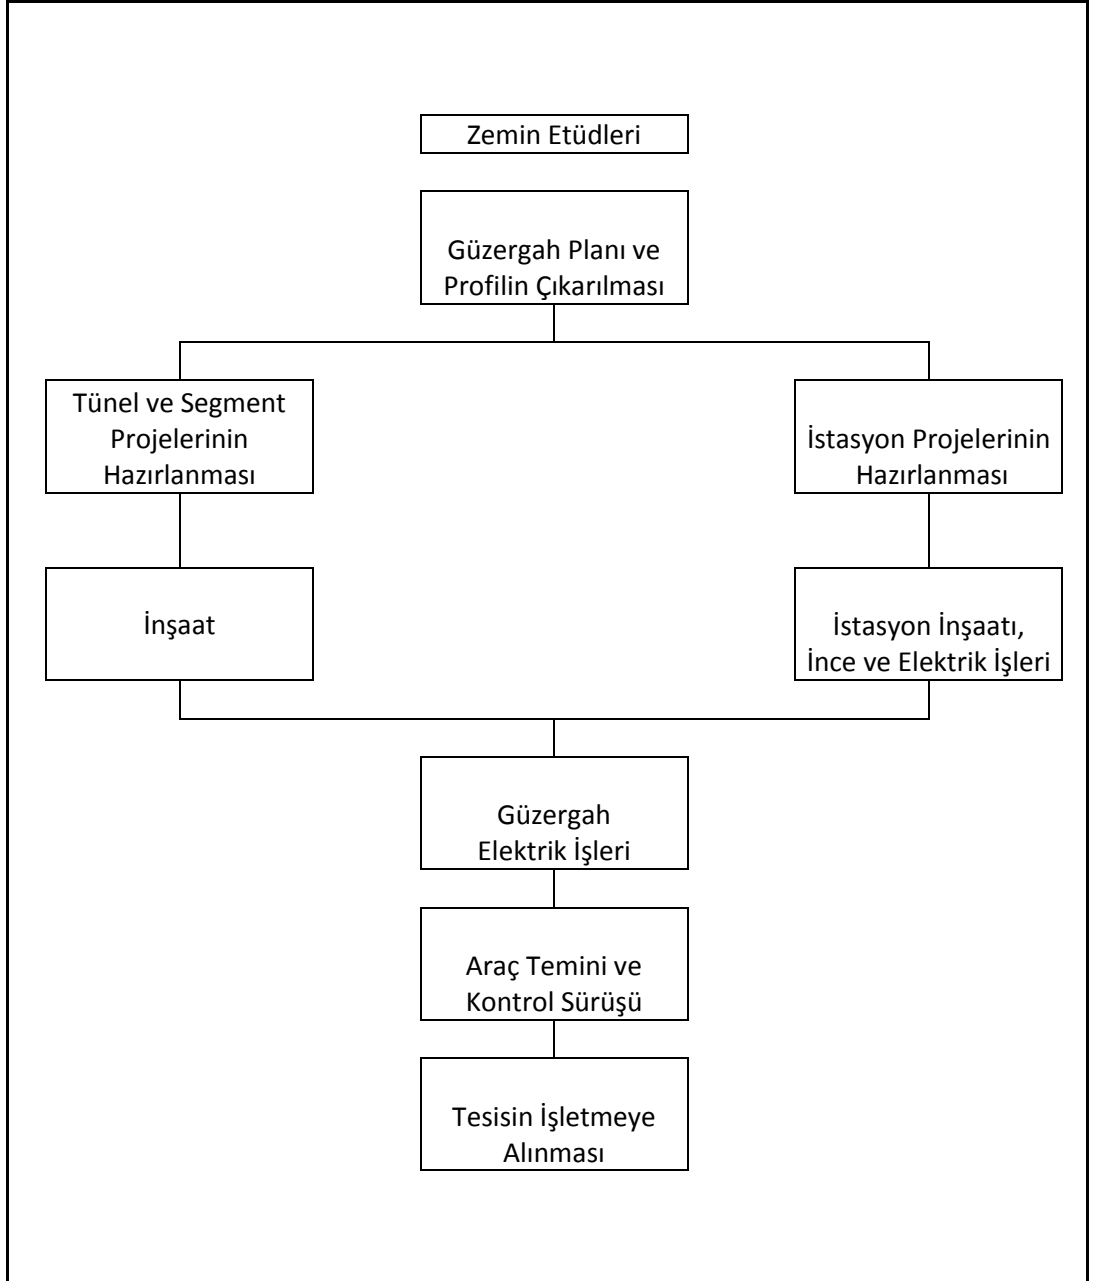 Zemin Etüdleri
Güzergah Planı ve
Profilin Çıkarılması
Tünel ve Segment
Projelerinin
Hazırlanması
İstasyon Projelerinin
Hazırlanması
İnşaat
İstasyon İnşaatı,
İnce ve Elektrik İşleri
Güzergah
Elektrik İşleri
Araç Temini ve
Kontrol Sürüşü
Tesisin İşletmeye
Alınması